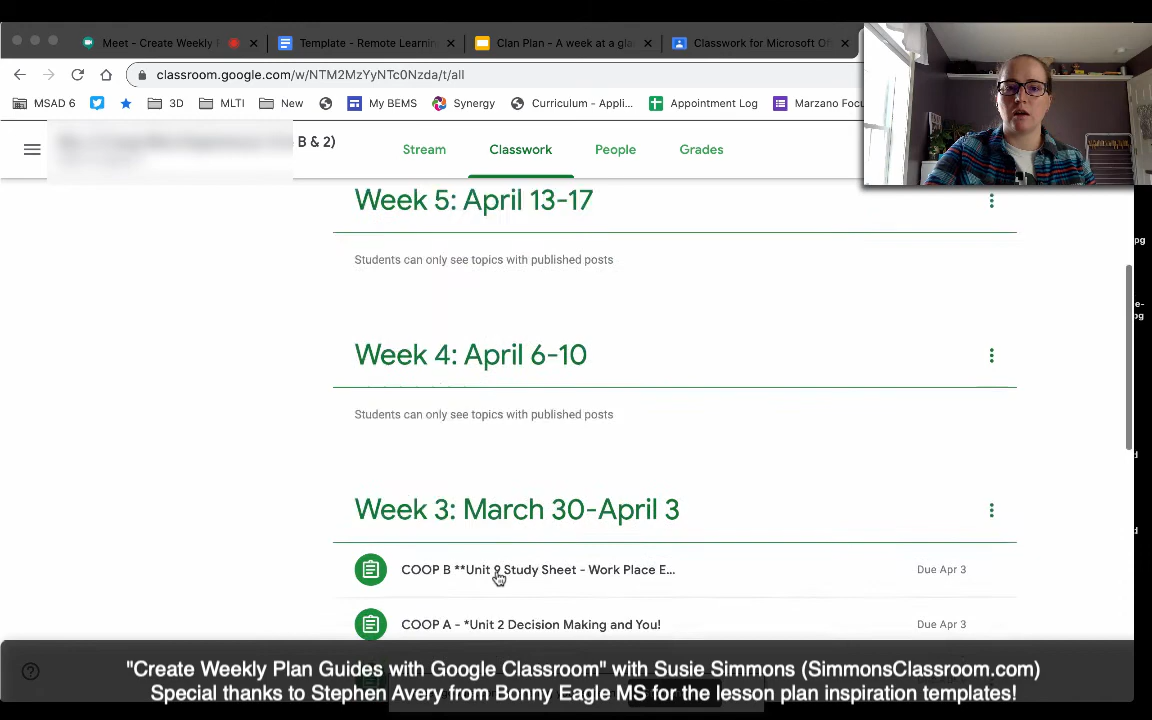 Meet - Create Weekly
Template - Remote Learnin
Clan Plan - A week at a gla
Classwork for Microsoft Of
classroom.google.com/w/NTM2MzYyNTc0Nzda/t/all
MSAD 6
3D
MLTI
New
My BEMS
Synergy
Curriculum - Appli...
Appointment Log
Marzano Focu
B & 2)
Stream
Classwork
People
Grades
Week 5: April 13-17
Students can only see topics with published posts
Week 4: April 6-10
Students can only see topics with published posts
Week 3: March 30-April 3
COOP B **Unit 9 Study Sheet - Work Place E...
Due Apr 3
COOP A - *Unit 2 Decision Making and You!
Due Apr 3
"Create Weekly Plan Guides with Google Classroom" with Susie Simmons (SimmonsClassroom.com)
Special thanks to Stephen Avery from Bonny Eagle MS for the lesson plan inspiration templates!